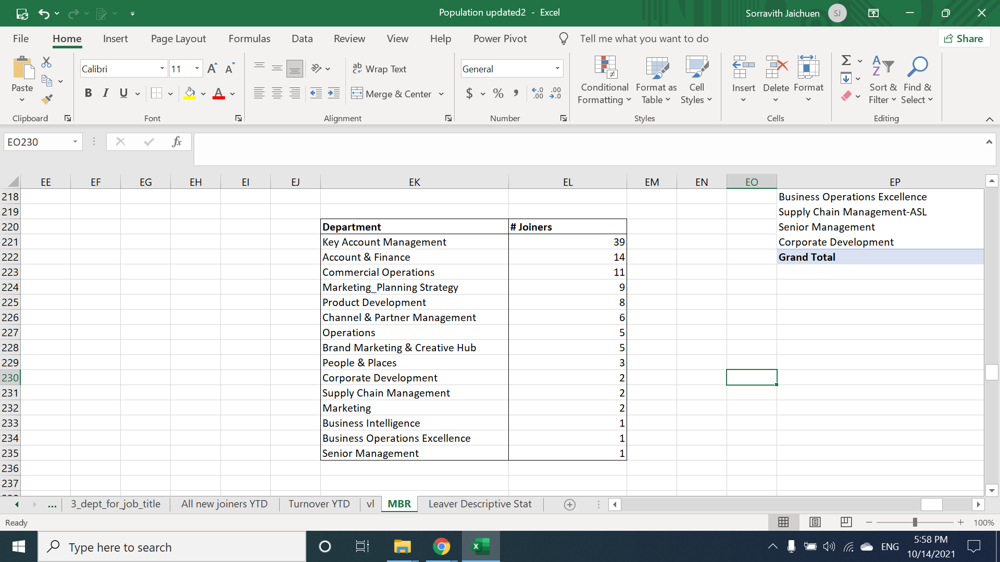 Population updated2 - Excel
Sorravith Jaichuen SJ
File Home Insert Page Layout Formulas Data Review View Help Power Pivot Tell me what you want to do Share
Paste
Clipboard
Calibri 11
B I U
Font
Wrap Text
Merge & Center
Alignment
General
$ % ,
Number
Conditional Formatting
Format as Table
Cell Styles
Styles
Insert Delete Format
Cells
Sort & Filter
Find & Select
Editing
EO230 fx
EE EF EG EH EI EJ EK EL EM EN EO EP
218 Business Operations Excellence
219 Supply Chain Management-ASL
220 Department # Joiners Senior Management
221 Key Account Management 39 Corporate Development
222 Account & Finance 14 Grand Total
223 Commercial Operations 11
224 Marketing_Planning Strategy 9
225 Product Development 8
226 Channel & Partner Management 6
227 Operations 5
228 Brand Marketing & Creative Hub 5
229 People & Places 3
230 Corporate Development 2
231 Supply Chain Management 2
232 Marketing 2
233 Business Intelligence 1
234 Business Operations Excellence 1
235 Senior Management 1
236
237
... 3_dept_for_job_title All new joiners YTD Turnover YTD vl MBR Leaver Descriptive Stat
Ready 100%
Type here to search
ENG
5:58 PM
10/14/2021